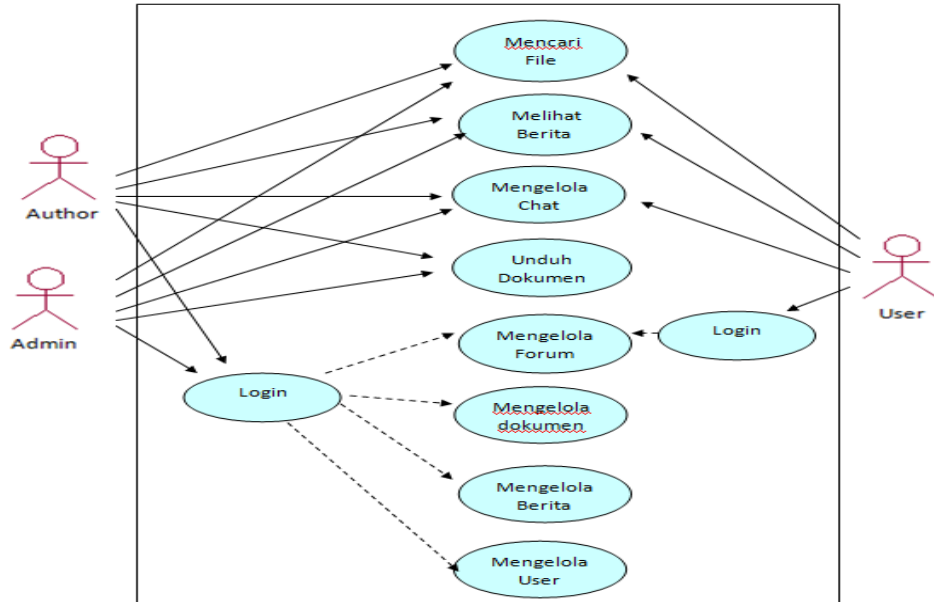 Mencari
File
Melihat
Berita
Author
Mengelola
Chat
Unduh
Dokumen
Admin
User
Mengelola
Forum
Login
Login
Mengelola
dokumen
Mengelola
Berita
Mengelola
User